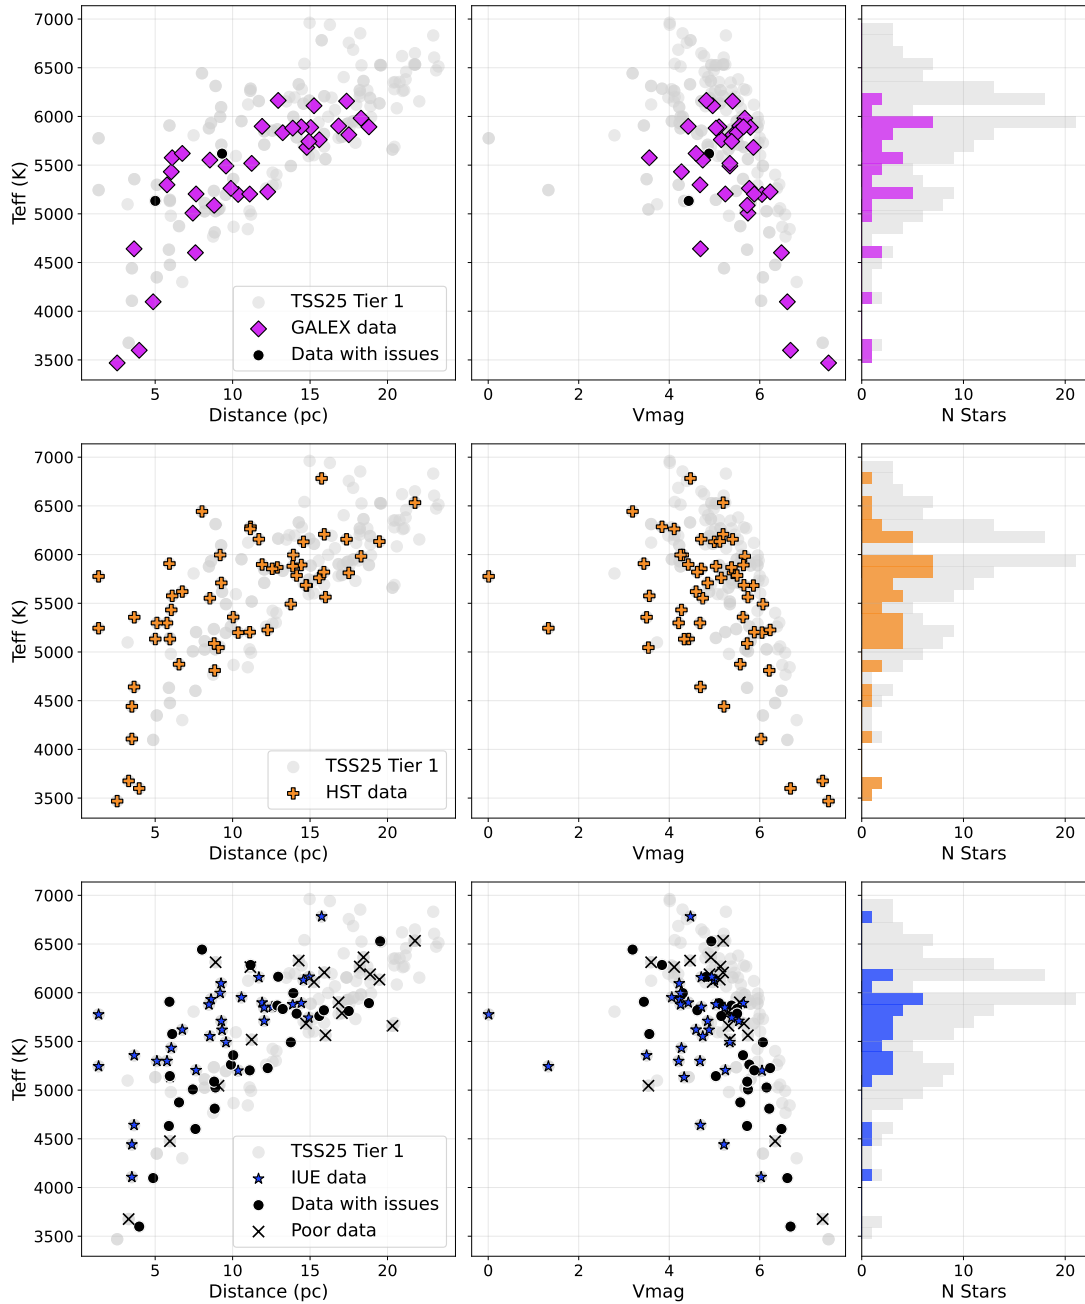 7000
6500
6000
5500
5000
4500
4000
3500
Teff (K)
TSS25 Tier 1
GALEX data
Data with issues
5 10 15 20
Distance (pc)
0 2 4 6
Vmag
0 10 20
N Stars
7000
6500
6000
5500
5000
4500
4000
3500
Teff (K)
TSS25 Tier 1
HST data
5 10 15 20
Distance (pc)
0 2 4 6
Vmag
0 10 20
N Stars
7000
6500
6000
5500
5000
4500
4000
3500
Teff (K)
TSS25 Tier 1
IUE data
Data with issues
Poor data
5 10 15 20
Distance (pc)
0 2 4 6
Vmag
0 10 20
N Stars